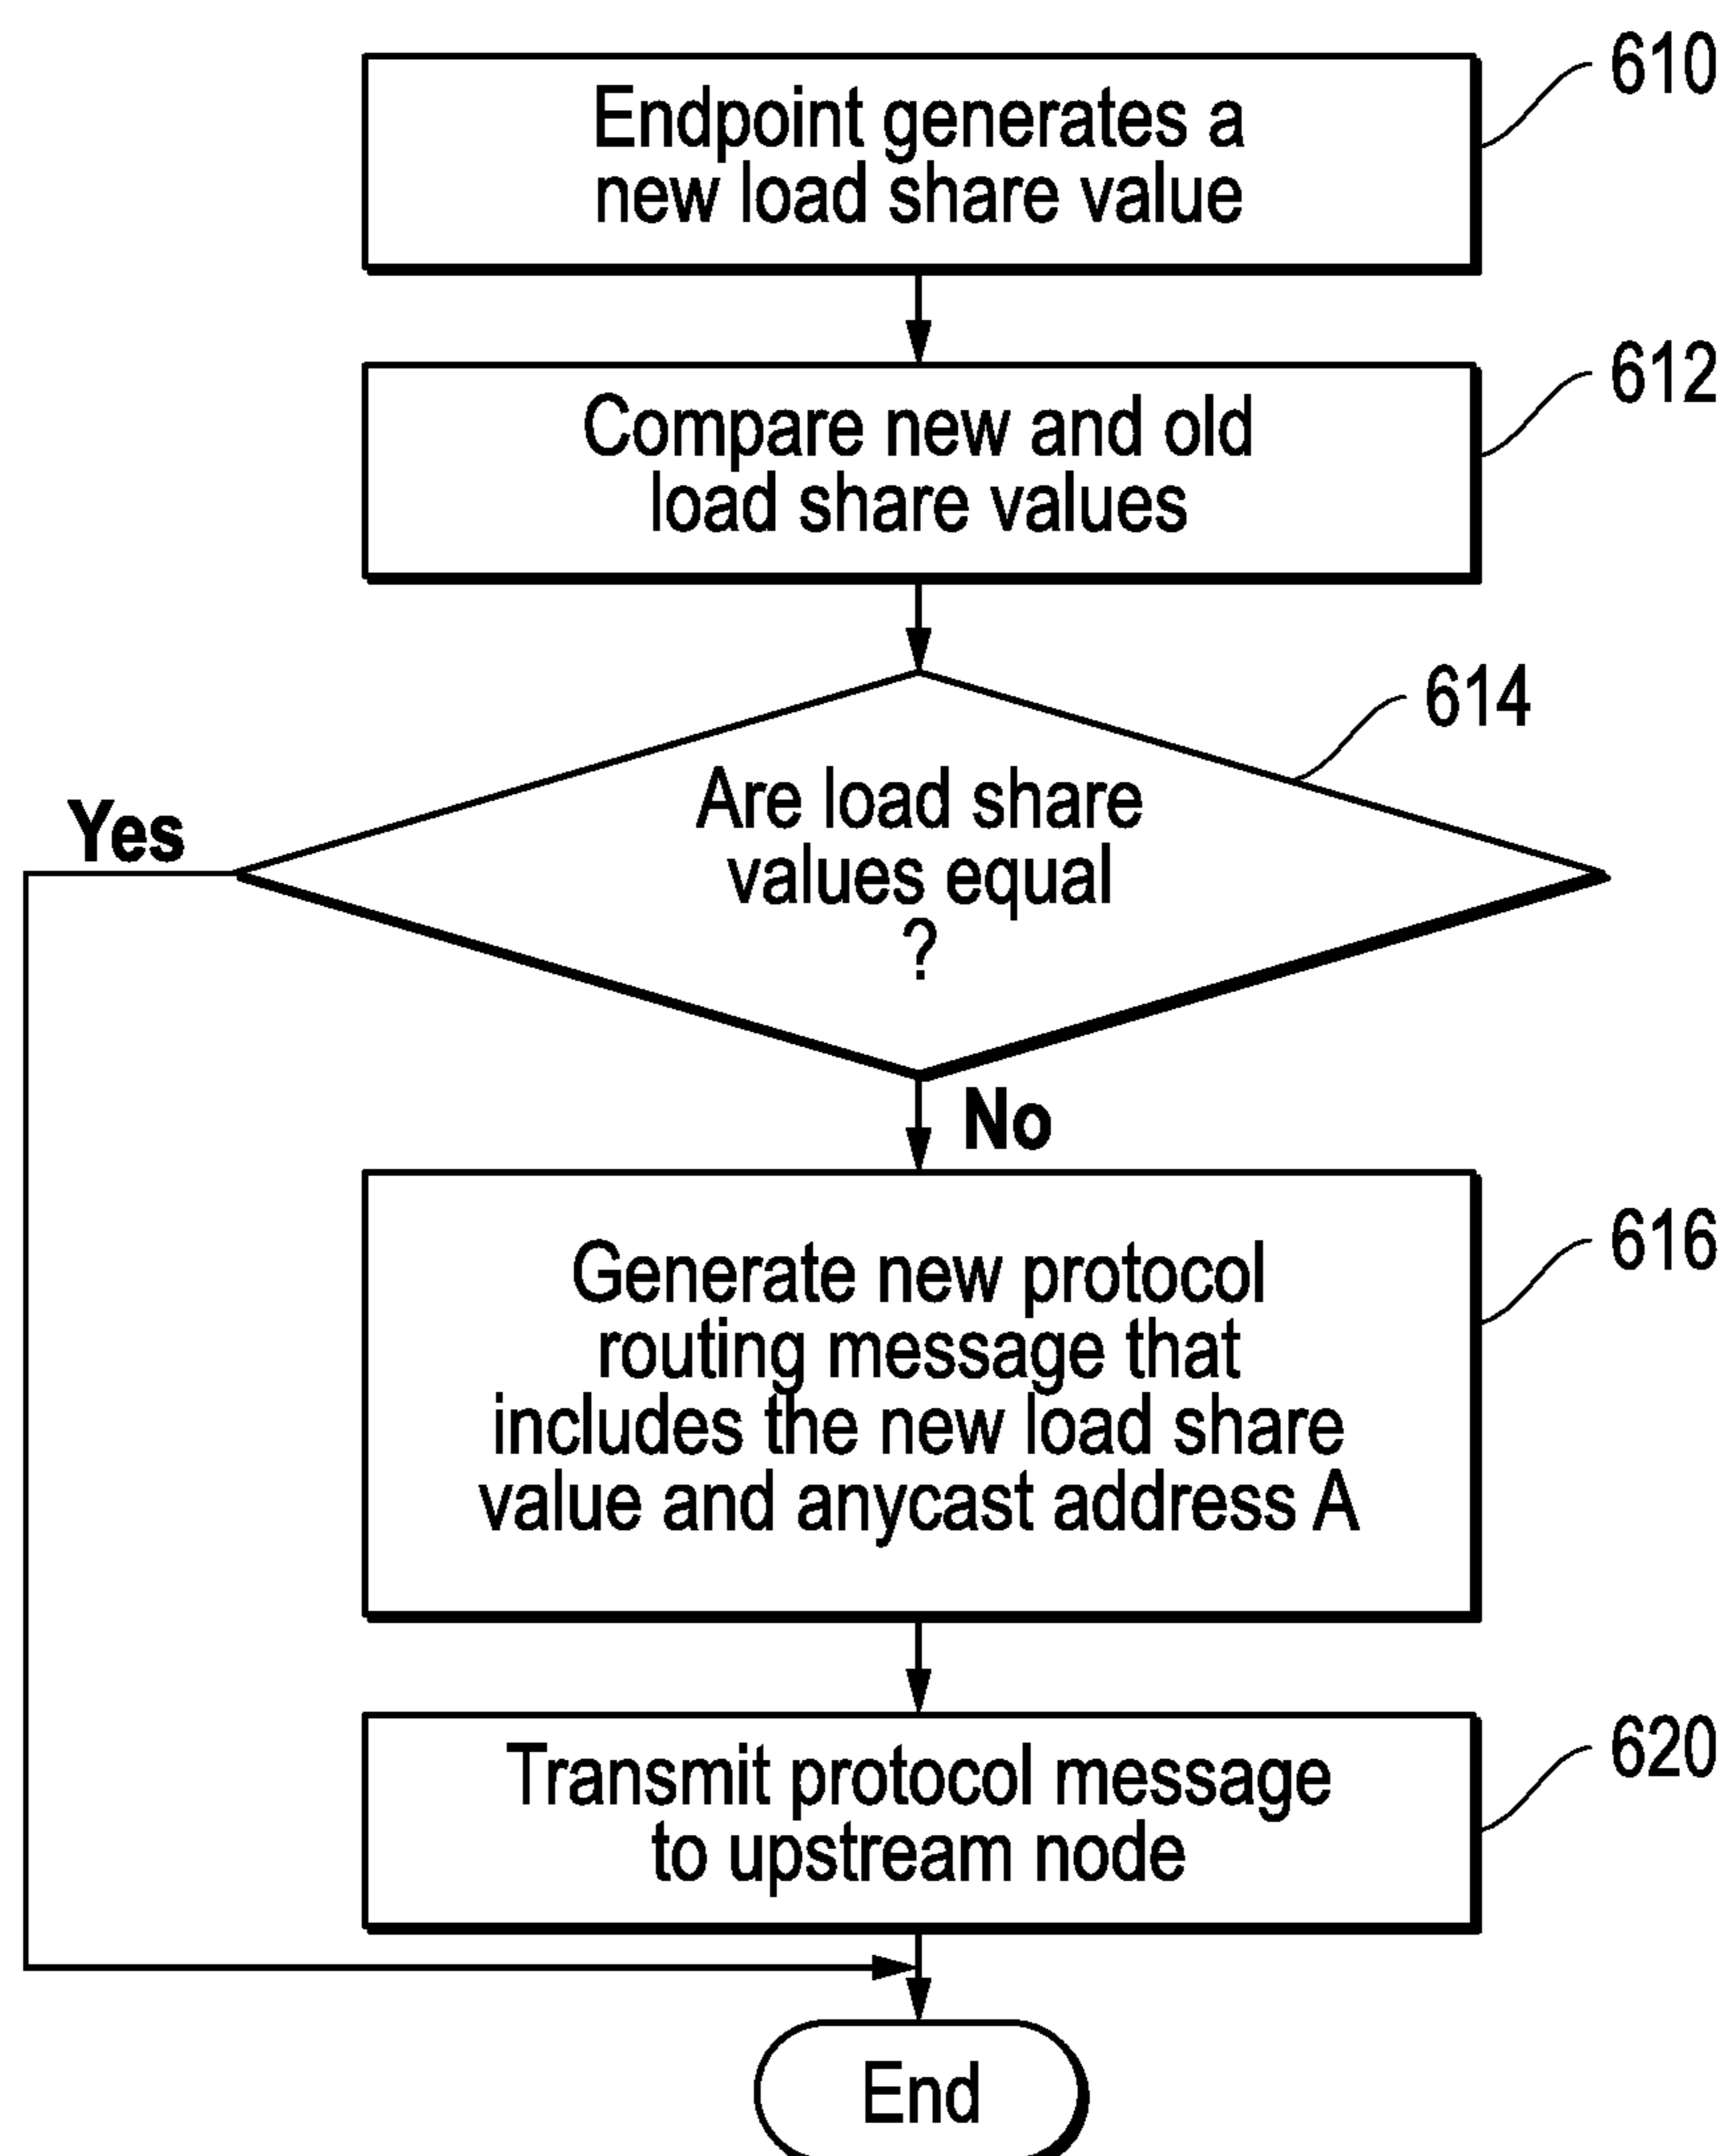 610
Endpoint generates a
new load share value
612
Compare new and old
load share values
614
Are load share
values equal
?
Yes
No
616
Generate new protocol
routing message that
includes the new load share
value and anycast address A
620
Transmit protocol message
to upstream node
End